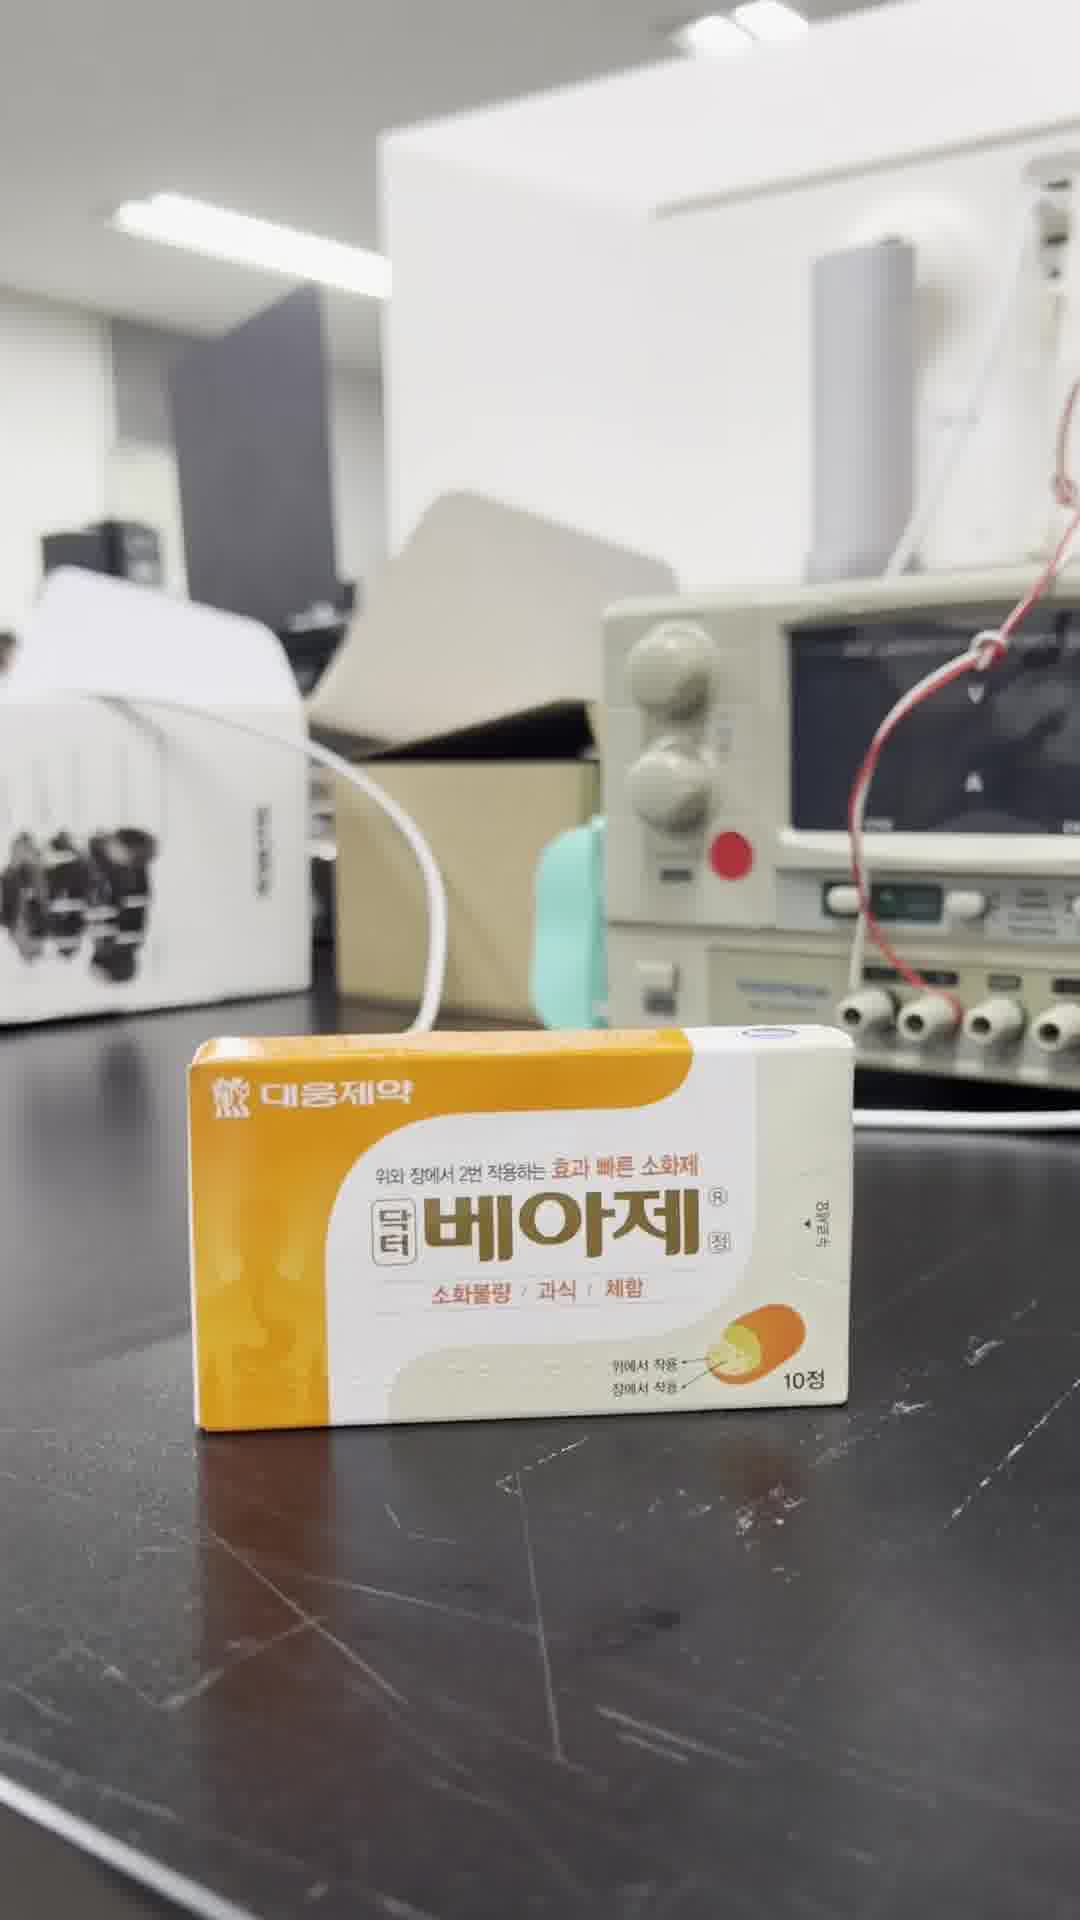 대웅제약
위와 장에서 2번 작용하는 효과 빠른 소화제
닥터 베아제® 정
소화불량 / 과식 / 체함
위에서 작용
장에서 작용
10정
V
A